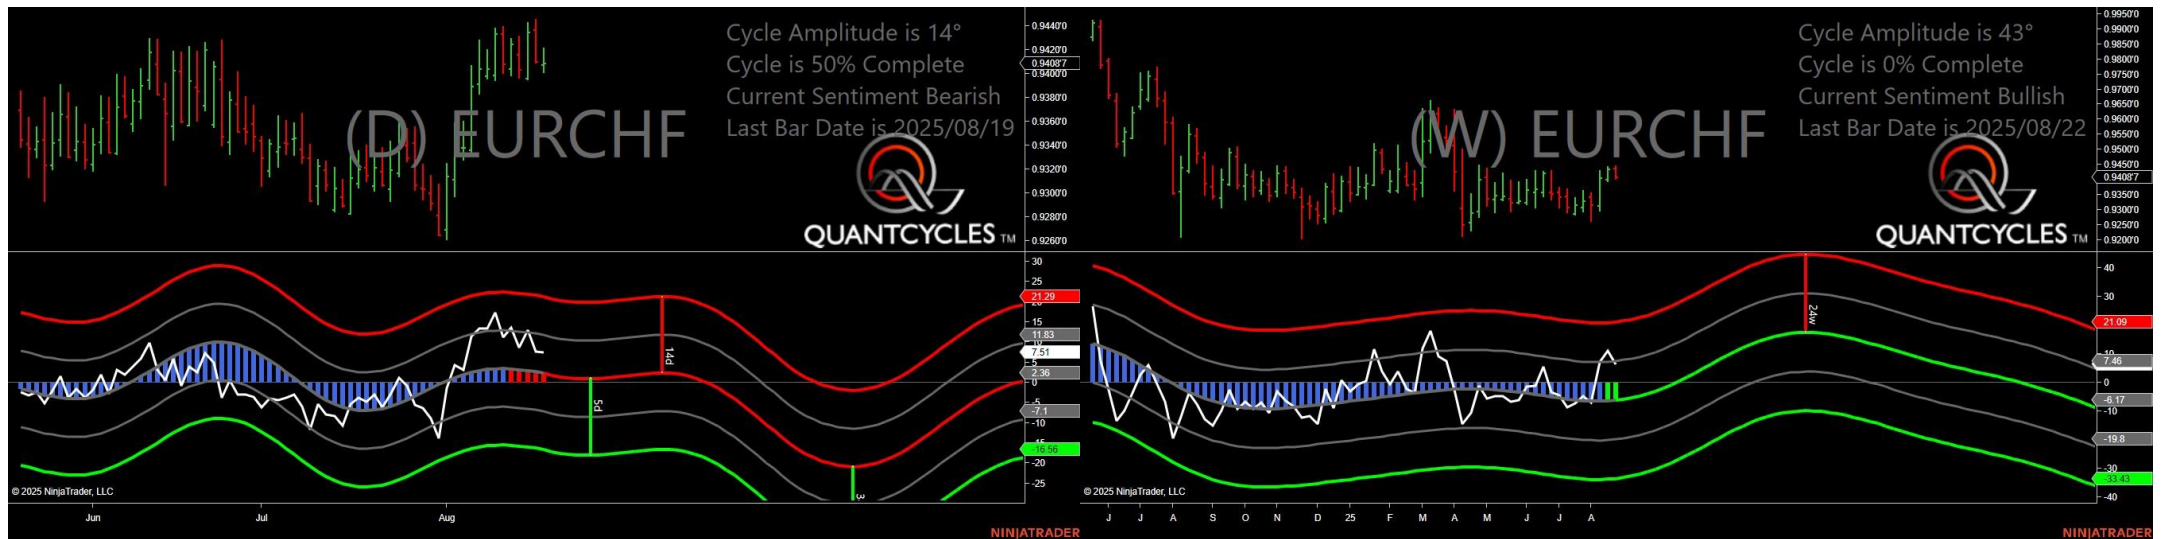 Cycle Amplitude is 14°
Cycle is 50% Complete
Current Sentiment Bearish
Last Bar Date is 2025/08/19
(D) EURCHF
QUANTCYCLES TM
0.9440'0
0.9420'0
0.9408'7
0.9400'0
0.9380'0
0.9360'0
0.9340'0
0.9320'0
0.9300'0
0.9280'0
0.9260'0
30
21.29
15
11.83
7.51
5
2.36
0
-5
-7.1
-10
-16.56
-20
-25
14d
5d
© 2025 NinjaTrader, LLC
Jun Jul Aug
NINJATRADER
Cycle Amplitude is 43°
Cycle is 0% Complete
Current Sentiment Bullish
Last Bar Date is 2025/08/22
(W) EURCHF
QUANTCYCLES TM
0.9950'0
0.9900'0
0.9850'0
0.9800'0
0.9750'0
0.9700'0
0.9650'0
0.9600'0
0.9550'0
0.9500'0
0.9450'0
0.9408'7
0.9350'0
0.9300'0
0.9250'0
0.9200'0
40
30
21.09
10
7.46
0
-6.17
-10
-19.8
-30
-33.43
-40
24w
© 2025 NinjaTrader, LLC
J J A S O N D 25 F M A M J J A
NINJATRADER